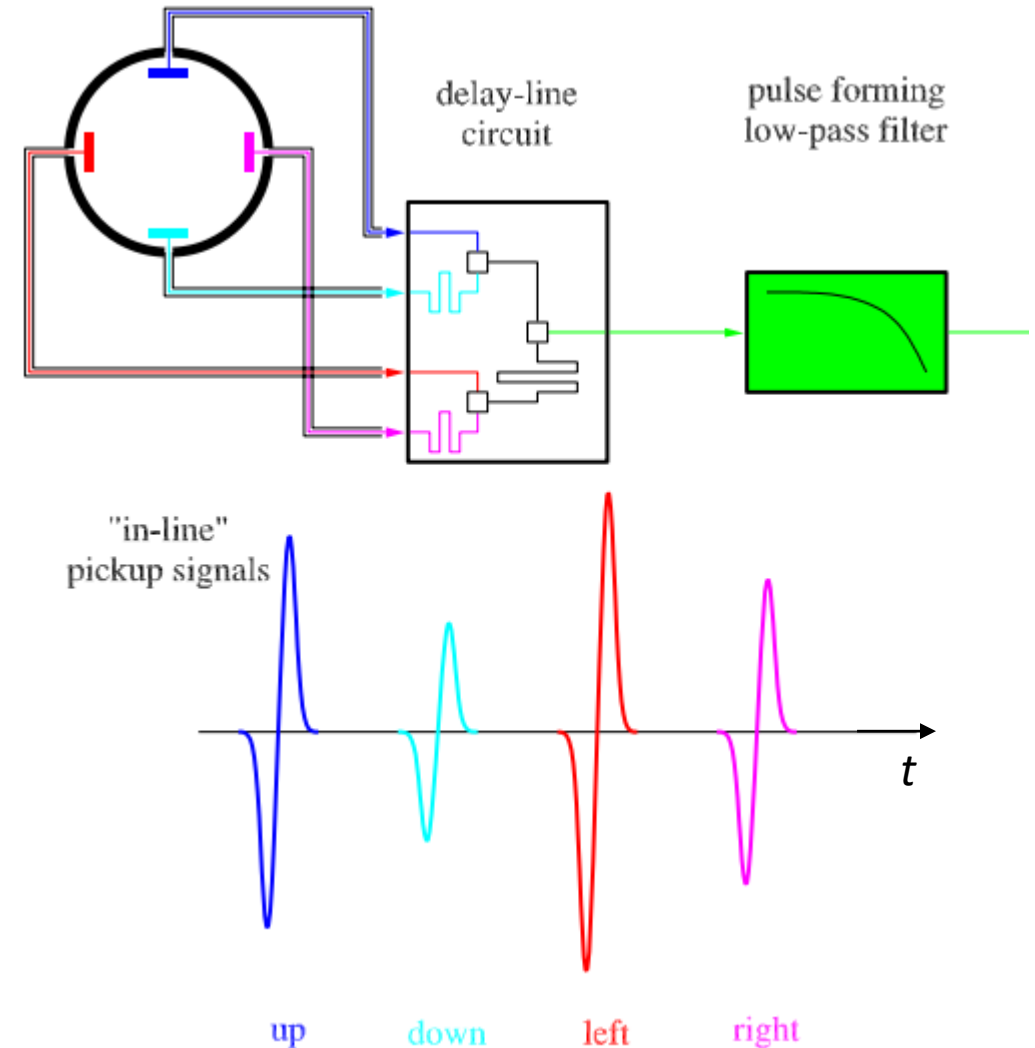 delay-line
circuit
pulse forming
low-pass filter
"in-line"
pickup signals
t
up down left right